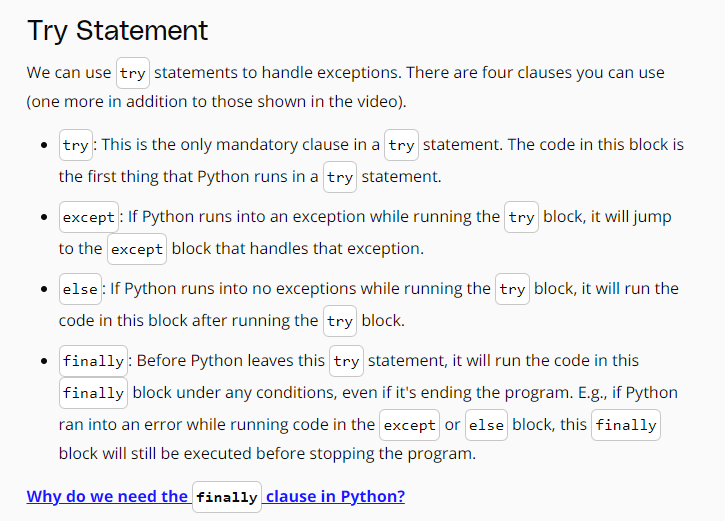 Try Statement
We can use try statements to handle exceptions. There are four clauses you can use
(one more in addition to those shown in the video).
try: This is the only mandatory clause in a try statement. The code in this block is
the first thing that Python runs in a try statement.
except: If Python runs into an exception while running the try block, it will jump
to the except block that handles that exception.
else: If Python runs into no exceptions while running the try block, it will run the
code in this block after running the try block.
finally: Before Python leaves this try statement, it will run the code in this
finally block under any conditions, even if it's ending the program. E.g., if Python
ran into an error while running code in the except or else block, this finally
block will still be executed before stopping the program.
Why do we need the finally clause in Python?